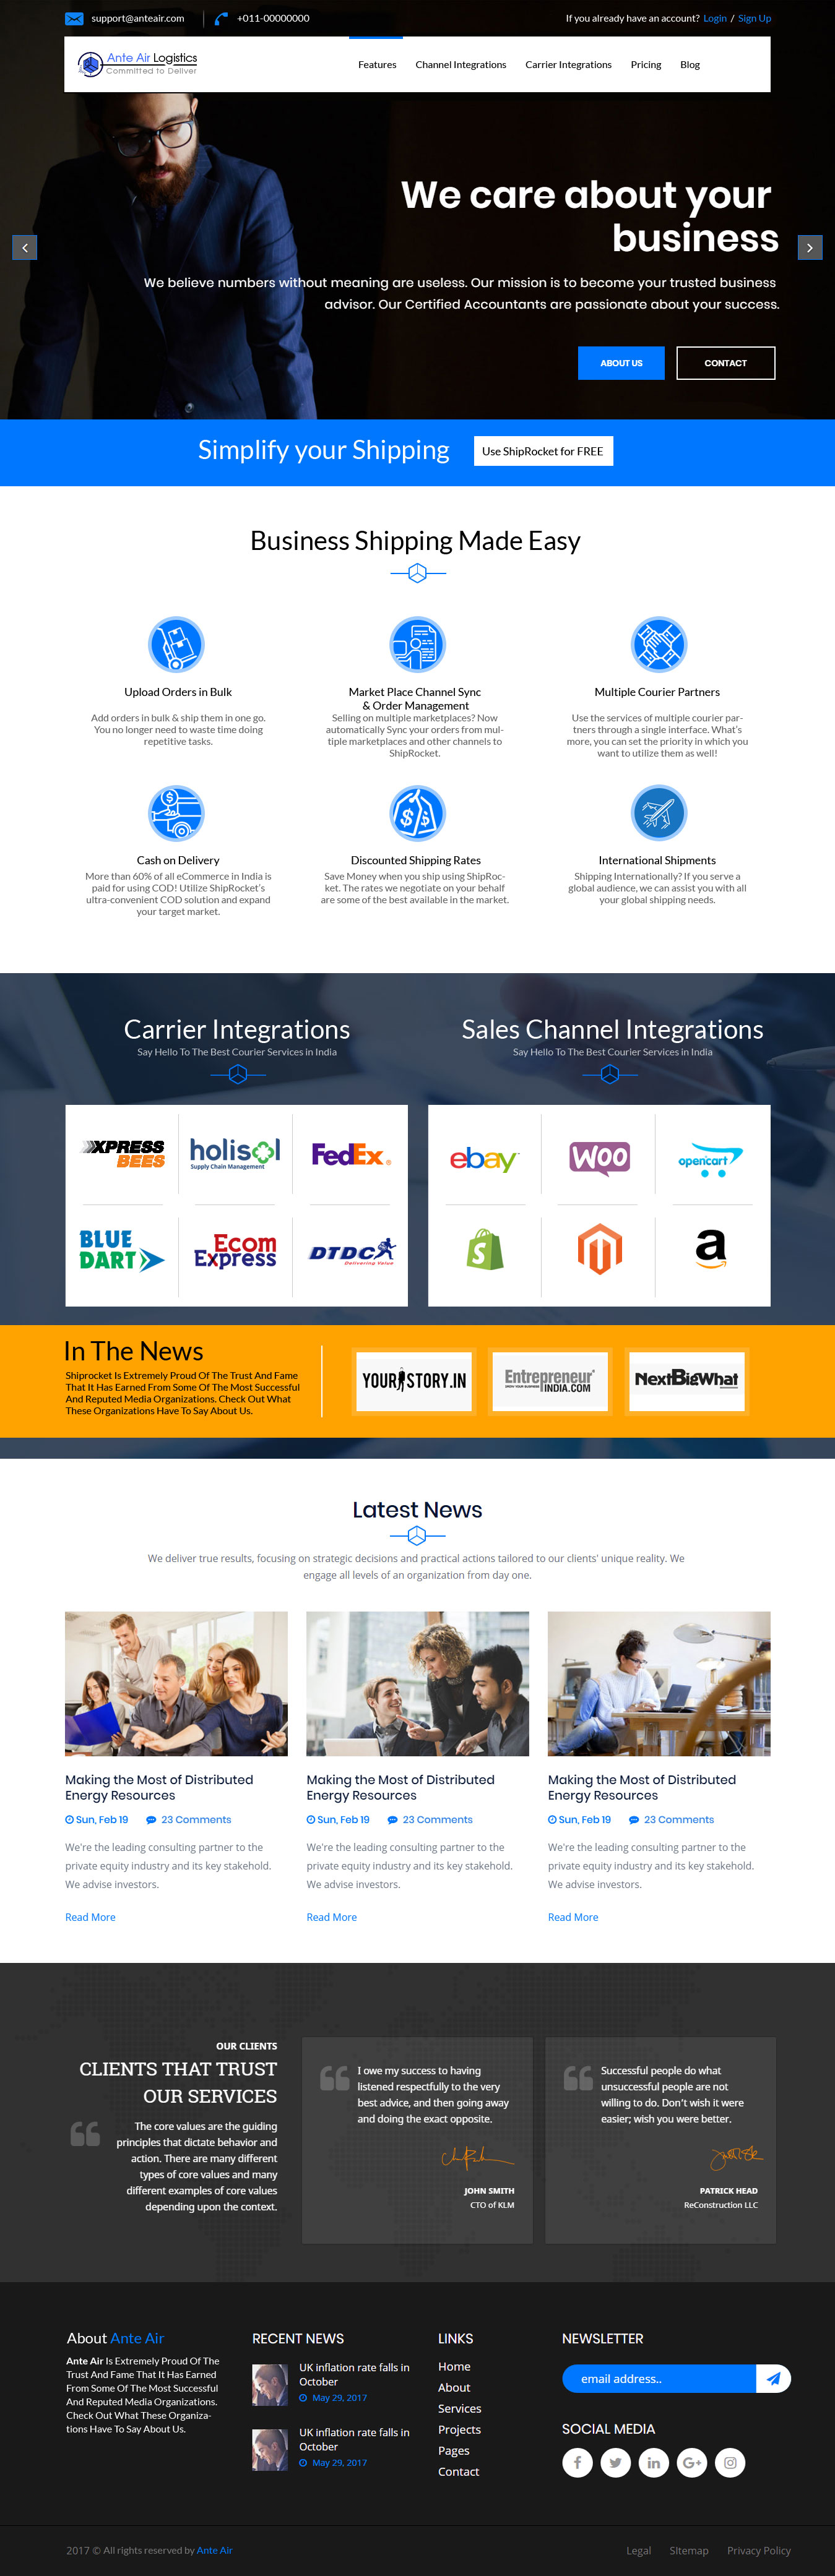 support@anteair.com
+011-00000000
If you already have an account? Login / Sign Up
Ante Air Logistics
Committed to Deliver
Features
Channel Integrations
Carrier Integrations
Pricing
Blog
We care about your
business
We believe numbers without meaning are useless. Our mission is to become your trusted business
advisor. Our Certified Accountants are passionate about your success.
ABOUT US
CONTACT
Simplify your Shipping
Use ShipRocket for FREE
Business Shipping Made Easy
Upload Orders in Bulk
Add orders in bulk & ship them in one go.
You no longer need to waste time doing
repetitive tasks.
Market Place Channel Sync
& Order Management
Selling on multiple marketplaces? Now
automatically Sync your orders from mul-
tiple marketplaces and other channels to
ShipRocket.
Multiple Courier Partners
Use the services of multiple courier par-
tners through a single interface. What's
more, you can set the priority in which you
want to utilize them as well!
Cash on Delivery
More than 60% of all eCommerce in India is
paid for using COD! Utilize ShipRocket's
ultra-convenient COD solution and expand
your target market.
Discounted Shipping Rates
Save Money when you ship using ShipRoc-
ket. The rates we negotiate on your behalf
are some of the best available in the market.
International Shipments
Shipping Internationally? If you serve a
global audience, we can assist you with all
your global shipping needs.
Carrier Integrations
Say Hello To The Best Courier Services in India
XPRESS
BEES
holisol
Supply Chain Management
FedEx
BLUE
DART
Ecom
Express
DTDC
Delivering Value
Sales Channel Integrations
Say Hello To The Best Courier Services in India
ebay
WOO
opencart
S
a
In The News
Shiprocket Is Extremely Proud Of The Trust And Fame
That It Has Earned From Some Of The Most Successful
And Reputed Media Organizations. Check Out What
These Organizations Have To Say About Us.
YOURSTORY.IN
Entrepreneur
INDIA.COM
NextBigWhat
Latest News
We deliver true results, focusing on strategic decisions and practical actions tailored to our clients' unique reality. We
engage all levels of an organization from day one.
Making the Most of Distributed
Energy Resources
Sun, Feb 19
23 Comments
We're the leading consulting partner to the
private equity industry and its key stakehold.
We advise investors.
Read More
Making the Most of Distributed
Energy Resources
Sun, Feb 19
23 Comments
We're the leading consulting partner to the
private equity industry and its key stakehold.
We advise investors.
Read More
Making the Most of Distributed
Energy Resources
Sun, Feb 19
23 Comments
We're the leading consulting partner to the
private equity industry and its key stakehold.
We advise investors.
Read More
OUR CLIENTS
CLIENTS THAT TRUST
OUR SERVICES
The core values are the guiding
principles that dictate behavior and
action. There are many different
types of core values and many
different examples of core values
depending upon the context.
I owe my success to having
listened respectfully to the very
best advice, and then going away
and doing the exact opposite.
JOHN SMITH
CTO of KLM
Successful people do what
unsuccessful people are not
willing to do. Don't wish it were
easier; wish you were better.
PATRICK HEAD
ReConstruction LLC
About Ante Air
Ante Air Is Extremely Proud Of The
Trust And Fame That It Has Earned
From Some Of The Most Successful
And Reputed Media Organizations.
Check Out What These Organiza-
tions Have To Say About Us.
RECENT NEWS
UK inflation rate falls in
October
May 29, 2017
UK inflation rate falls in
October
May 29, 2017
LINKS
Home
About
Services
Projects
Pages
Contact
NEWSLETTER
email address..
SOCIAL MEDIA
2017 © All rights reserved by Ante Air
Legal
Sitemap
Privacy Policy